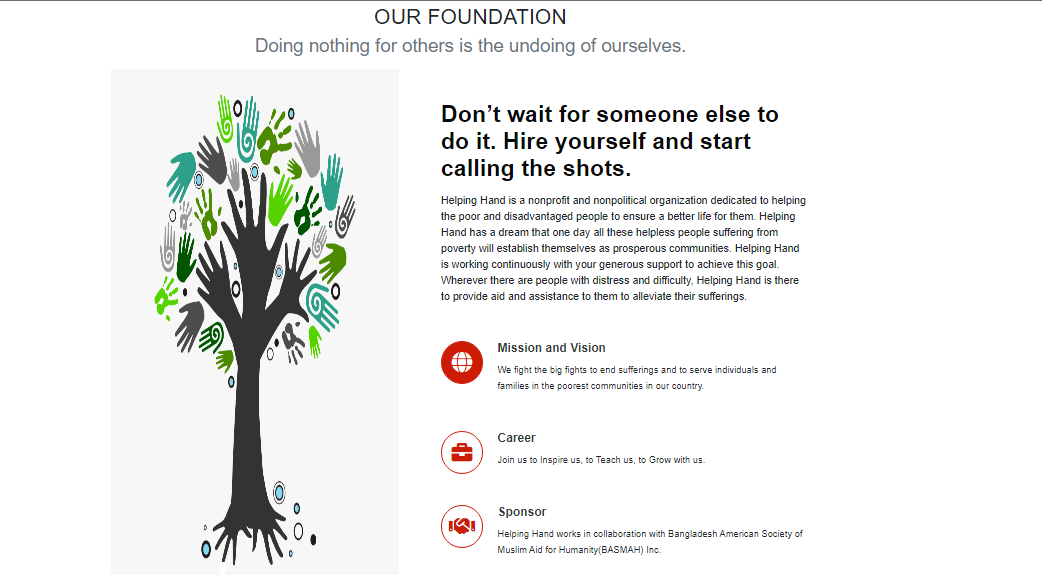 OUR FOUNDATION
Doing nothing for others is the undoing of ourselves.
Don’t wait for someone else to
do it. Hire yourself and start
calling the shots.
Helping Hand is a nonprofit and nonpolitical organization dedicated to helping
the poor and disadvantaged people to ensure a better life for them. Helping
Hand has a dream that one day all these helpless people suffering from
poverty will establish themselves as prosperous communities. Helping Hand
is working continuously with your generous support to achieve this goal.
Wherever there are people with distress and difficulty, Helping Hand is there
to provide aid and assistance to them to alleviate their sufferings.
Mission and Vision
We fight the big fights to end sufferings and to serve individuals and
families in the poorest communities in our country.
Career
Join us to Inspire us, to Teach us, to Grow with us.
Sponsor
Helping Hand works in collaboration with Bangladesh American Society of
Muslim Aid for Humanity(BASMAH) Inc.